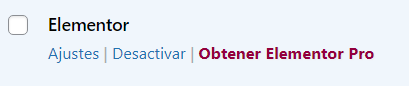 Elementor
Ajustes | Desactivar | Obtener Elementor Pro